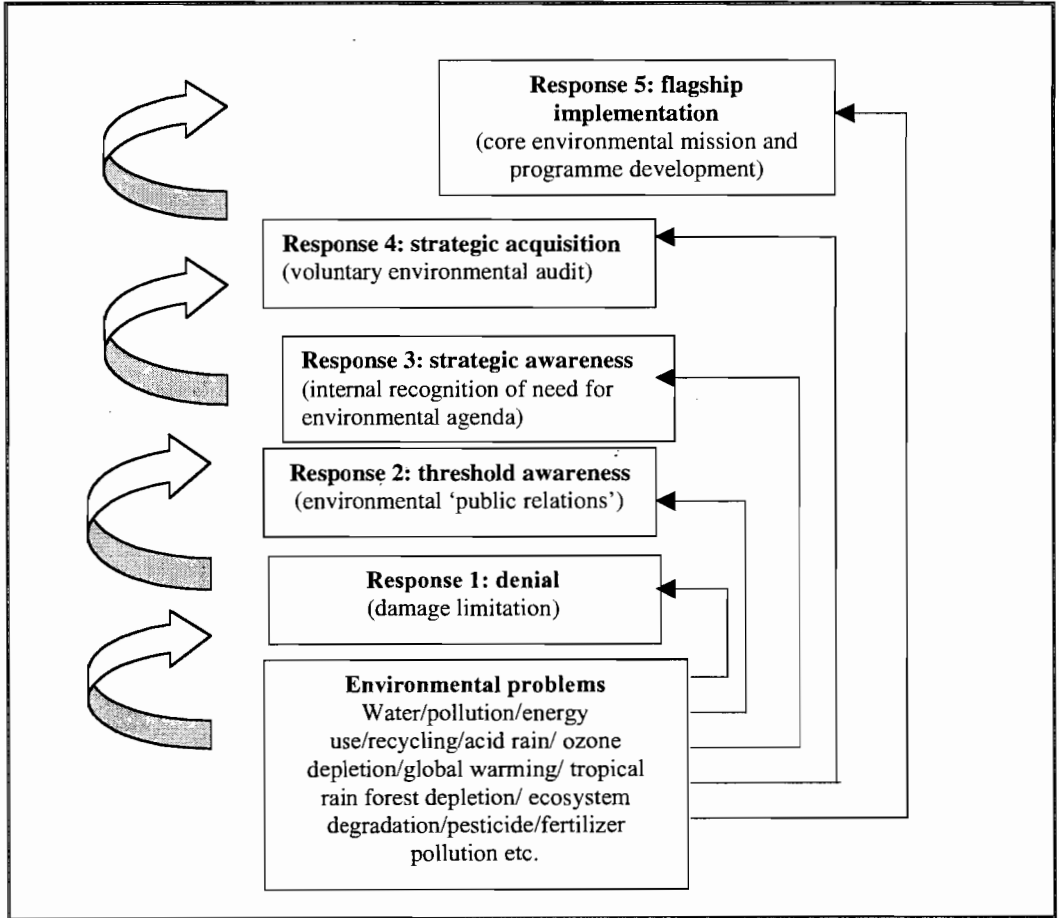 Response 5: flagship
implementation
(core environmental mission and
programme development)
Response 4: strategic acquisition
(voluntary environmental audit)
Response 3: strategic awareness
(internal recognition of need for
environmental agenda)
Response 2: threshold awareness
(environmental ‘public relations’)
Response 1: denial
(damage limitation)
Environmental problems
Water/pollution/energy
use/recycling/acid rain/ ozone
depletion/global warming/ tropical
rain forest depletion/ ecosystem
degradation/pesticide/fertilizer
pollution etc.